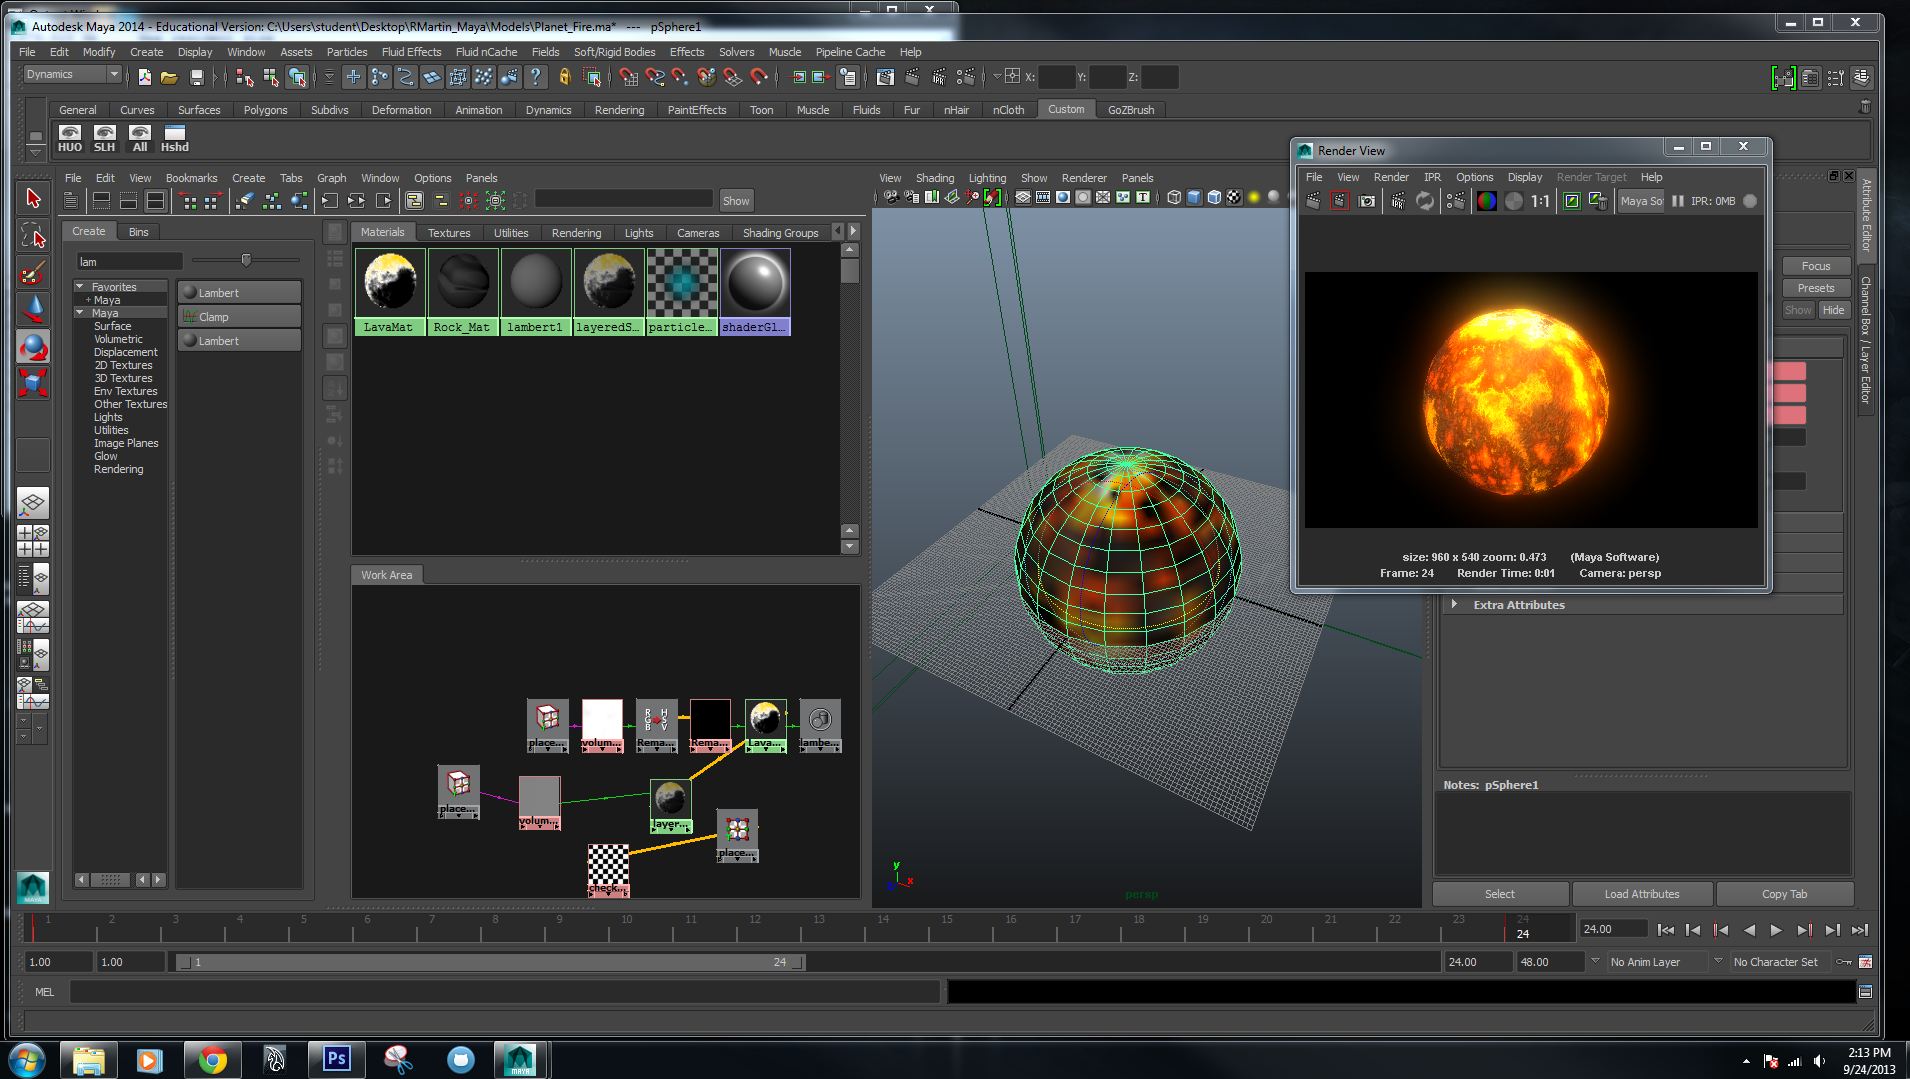 Autodesk Maya 2014 - Educational Version: C:\Users\student\Desktop\RMartin_Maya\Models\Planet_Fire.ma* --- pSphere1
File Edit Modify Create Display Window Assets Particles Fluid Effects Fluid nCache Fields Soft/Rigid Bodies Effects Solvers Muscle Pipeline Cache Help
Dynamics X: Y: Z:
General Curves Surfaces Polygons Subdivs Deformation Animation Dynamics Rendering PaintEffects Toon Muscle Fluids Fur nHair nCloth Custom GoZBrush
HUO SLH All Hshd
File Edit View Bookmarks Create Tabs Graph Window Options Panels
Show
Create Bins
lam
Favorites
+ Maya
Maya
Surface
Volumetric
Displacement
2D Textures
3D Textures
Env Textures
Other Textures
Lights
Utilities
Image Planes
Glow
Rendering
Lambert
Clamp
Lambert
Materials Textures Utilities Rendering Lights Cameras Shading Groups
LavaMat Rock_Mat lambert1 layeredS... particle... shaderGl...
Work Area
place... volum... Rema... Rema... Lava... lambe...
RGB HSV
place... volum... layer... place...
check...
View Shading Lighting Show Renderer Panels
persp
y
x
Render View
File View Render IPR Options Display Render Target Help
1:1 Maya Sof IPR: 0MB
size: 960 x 540 zoom: 0.473 (Maya Software)
Frame: 24 Render Time: 0:01 Camera: persp
Attribute Editor
Channel Box / Layer Editor
Focus
Presets
Show Hide
Extra Attributes
Notes: pSphere1
Select Load Attributes Copy Tab
1 2 3 4 5 6 7 8 9 10 11 12 13 14 15 16 17 18 19 20 21 22 23 24
24
24.00
1.00 1.00 1 24 24.00 48.00 No Anim Layer No Character Set
MEL
Ps
MAYA
MAYA
2:13 PM
9/24/2013